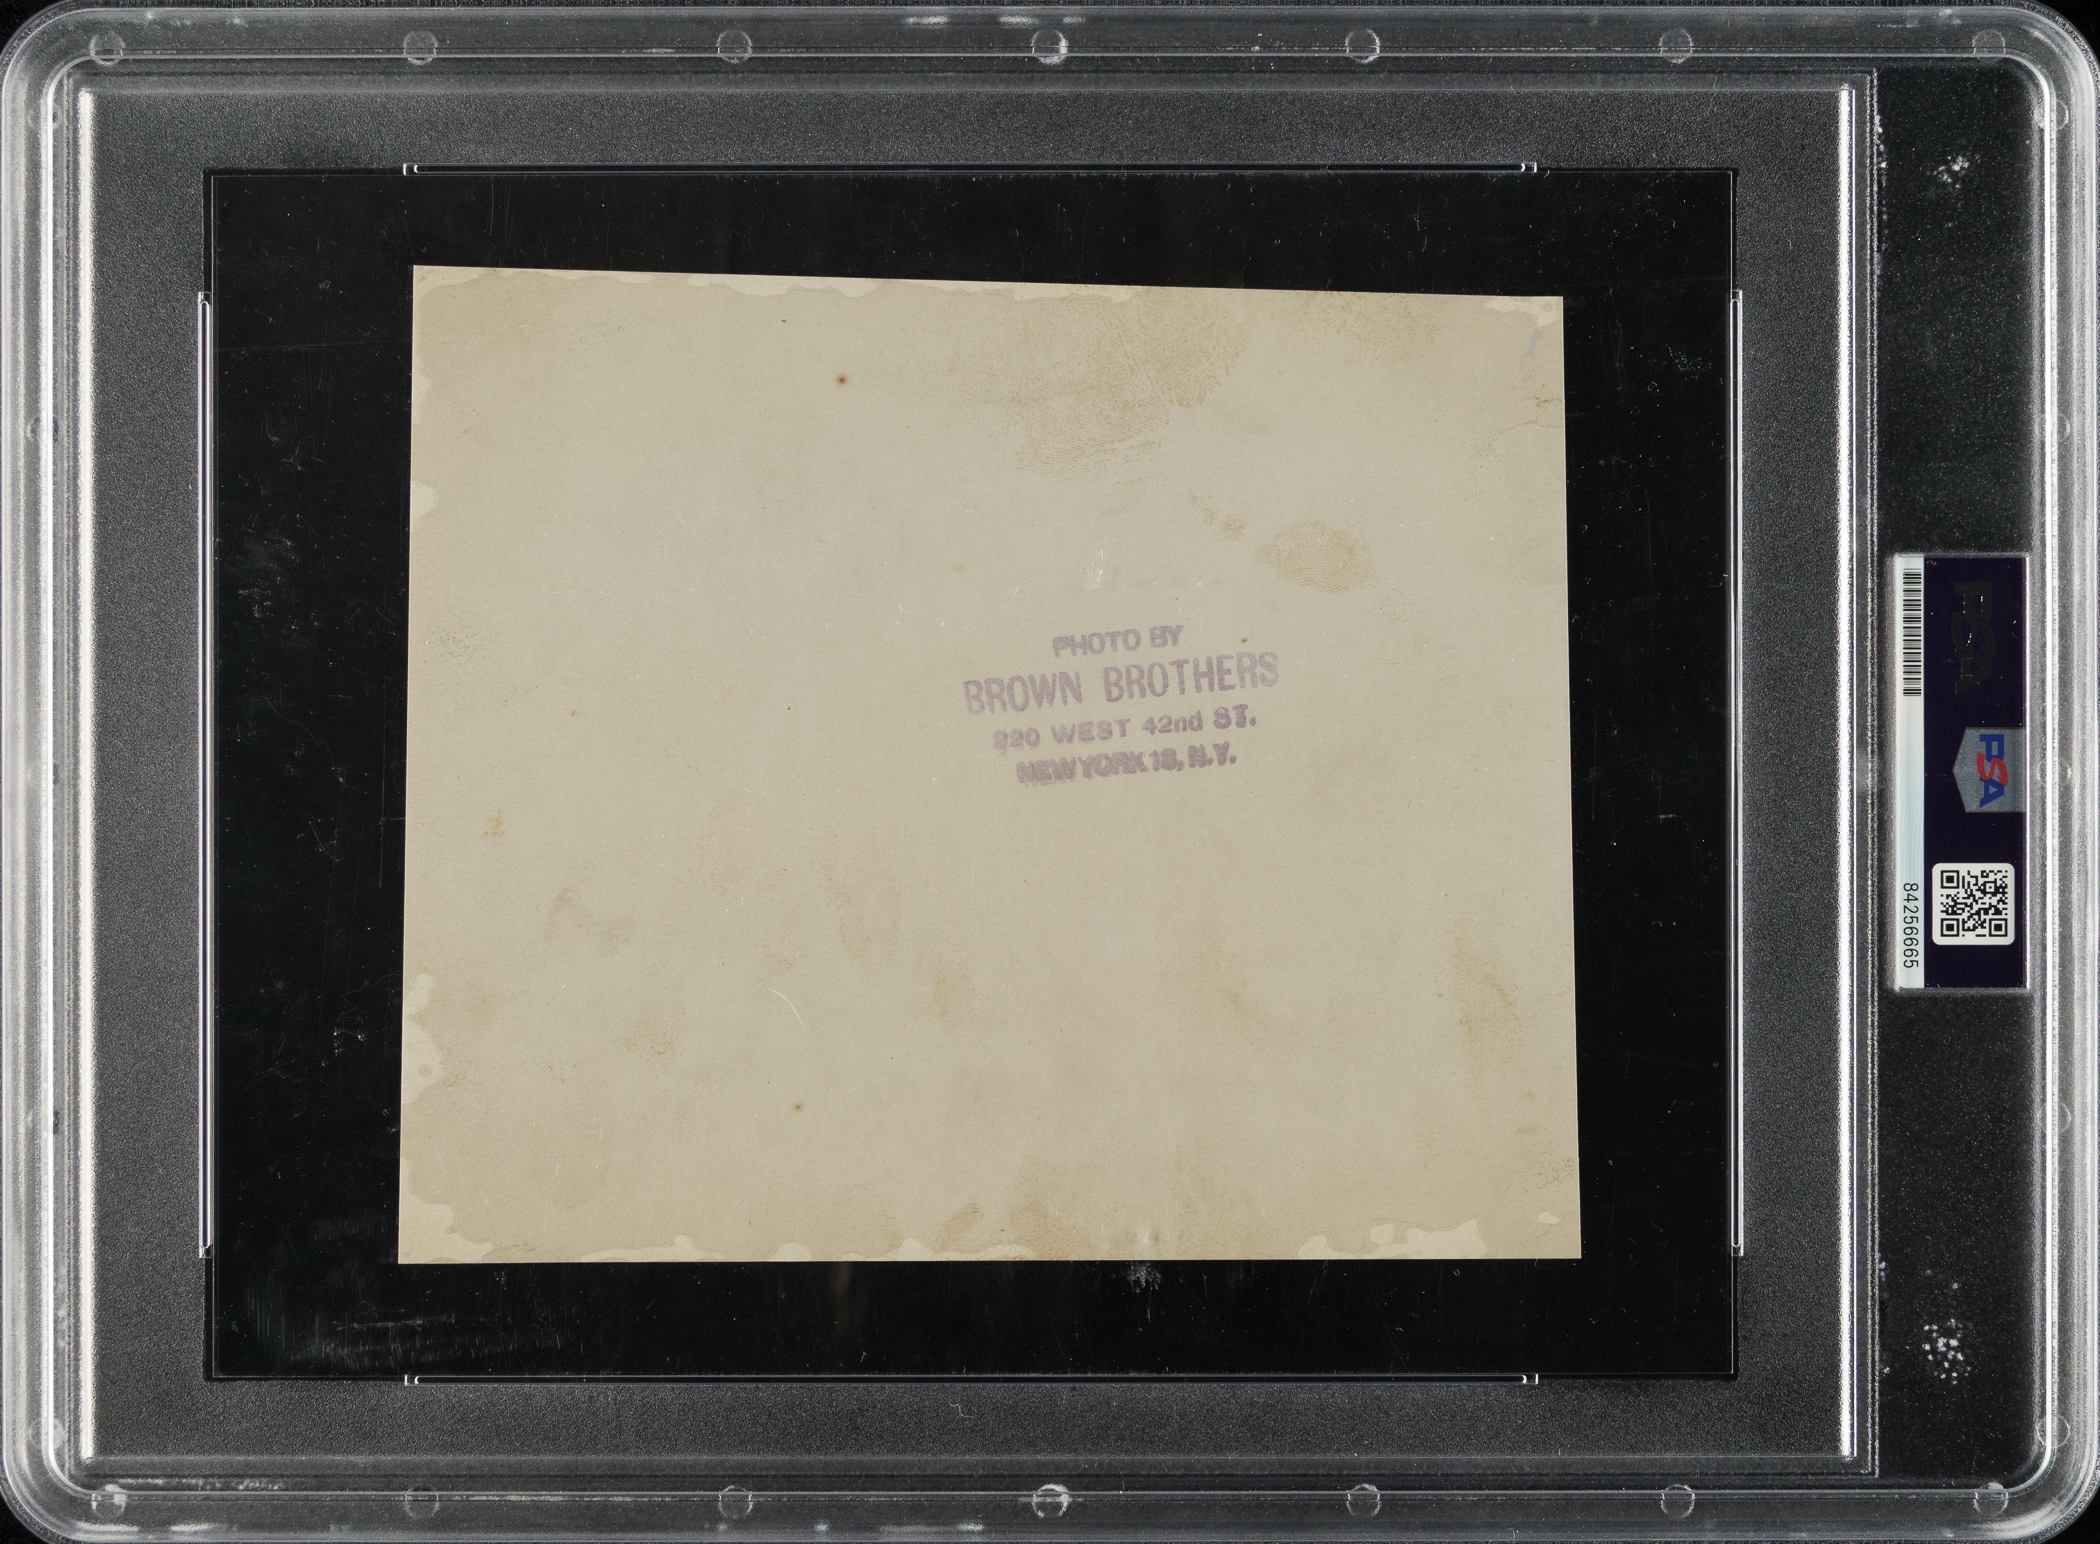 PHOTO BY
BROWN BROTHERS
220 WEST 42nd ST.
NEW YORK 18, N.Y.
PSA
PSA
84256665